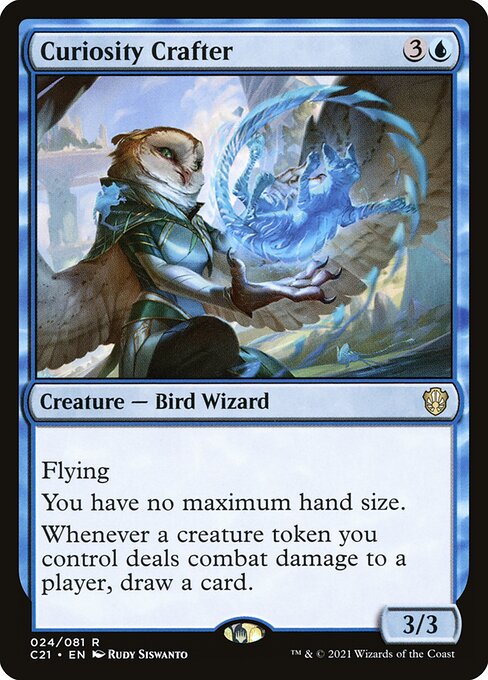 Curiosity Crafter 3
Creature — Bird Wizard
Flying
You have no maximum hand size.
Whenever a creature token you
control deals combat damage to a
player, draw a card.
3/3
024/081 R
C21 • EN Rudy Siswanto
™ & © 2021 Wizards of the Coast